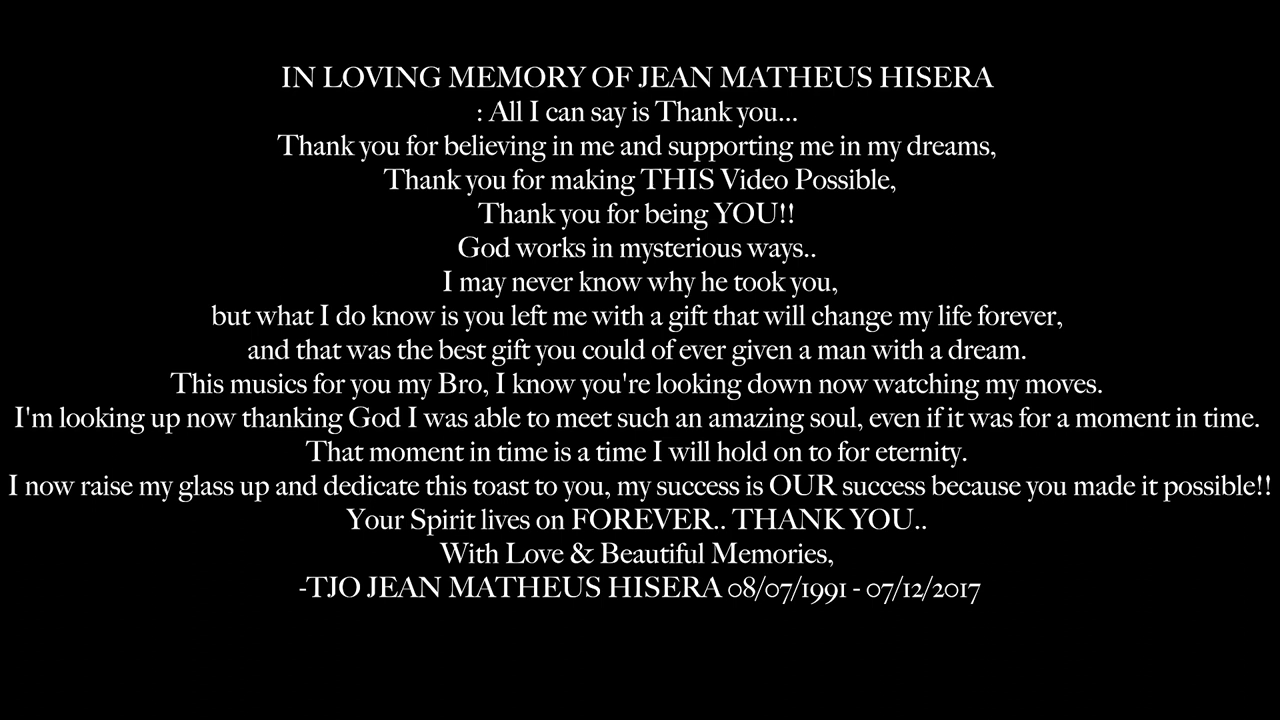 IN LOVING MEMORY OF JEAN MATHEUS HISERA
: All I can say is Thank you...
Thank you for believing in me and supporting me in my dreams,
Thank you for making THIS Video Possible,
Thank you for being YOU!!
God works in mysterious ways..
I may never know why he took you,
but what I do know is you left me with a gift that will change my life forever,
and that was the best gift you could of ever given a man with a dream.
This musics for you my Bro, I know you're looking down now watching my moves.
I'm looking up now thanking God I was able to meet such an amazing soul, even if it was for a moment in time.
That moment in time is a time I will hold on to for eternity.
I now raise my glass up and dedicate this toast to you, my success is OUR success because you made it possible!!
Your Spirit lives on FOREVER.. THANK YOU..
With Love & Beautiful Memories,
-TJO JEAN MATHEUS HISERA 08/07/1991 - 07/12/2017